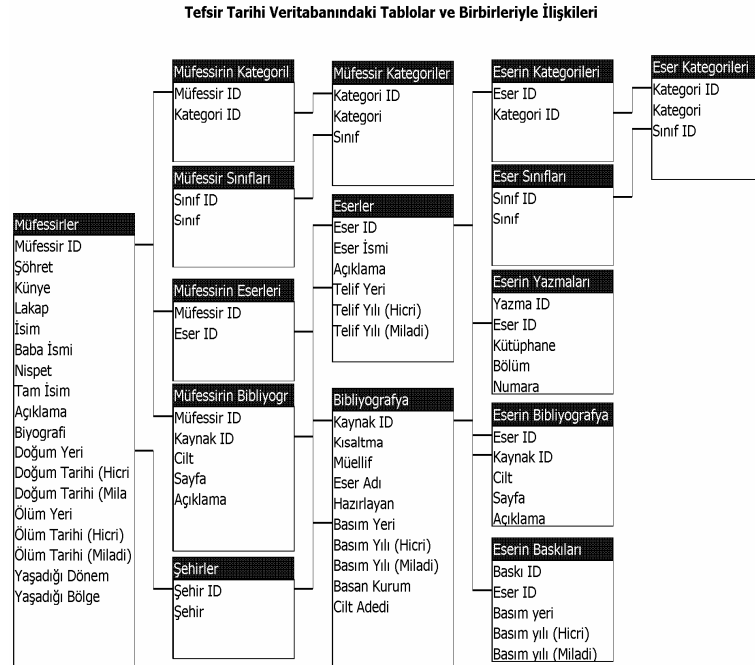 Tefsir Tarihi Veritabanındaki Tablolar ve Birbirleriyle İlişkileri
Müfessirler
Müfessir ID
Şöhret
Künye
Lakap
İsim
Baba İsmi
Nispet
Tam İsim
Açıklama
Biyografi
Doğum Yeri
Doğum Tarihi (Hicri
Doğum Tarihi (Mila
Ölüm Yeri
Ölüm Tarihi (Hicri)
Ölüm Tarihi (Miladi)
Yaşadığı Dönem
Yaşadığı Bölge
Müfessirin Kategoril
Müfessir ID
Kategori ID
Müfessir Sınıfları
Sınıf ID
Sınıf
Müfessirin Eserleri
Müfessir ID
Eser ID
Müfessirin Bibliyogr
Müfessir ID
Kaynak ID
Cilt
Sayfa
Açıklama
Şehirler
Şehir ID
Şehir
Müfessir Kategoriler
Kategori ID
Kategori
Sınıf
Eserler
Eser ID
Eser İsmi
Açıklama
Telif Yeri
Telif Yılı (Hicri)
Telif Yılı (Miladi)
Bibliyografya
Kaynak ID
Kısaltma
Müellif
Eser Adı
Hazırlayan
Basım Yeri
Basım Yılı (Hicri)
Basım Yılı (Miladi)
Basan Kurum
Cilt Adedi
Eserin Kategorileri
Eser ID
Kategori ID
Eser Sınıfları
Sınıf ID
Sınıf
Eserin Yazmaları
Yazma ID
Eser ID
Kütüphane
Bölüm
Numara
Eserin Bibliyografya
Eser ID
Kaynak ID
Cilt
Sayfa
Açıklama
Eserin Baskıları
Baskı ID
Eser ID
Basım yeri
Basım yılı (Hicri)
Basım yılı (Miladi)
Eser Kategorileri
Kategori ID
Kategori
Sınıf ID